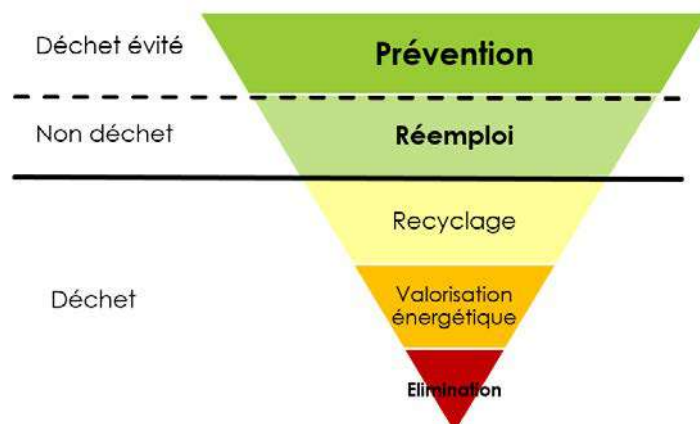 Déchet évité
Prévention
Non déchet
Réemploi
Recyclage
Déchet
Valorisation
énergétique
Elimination